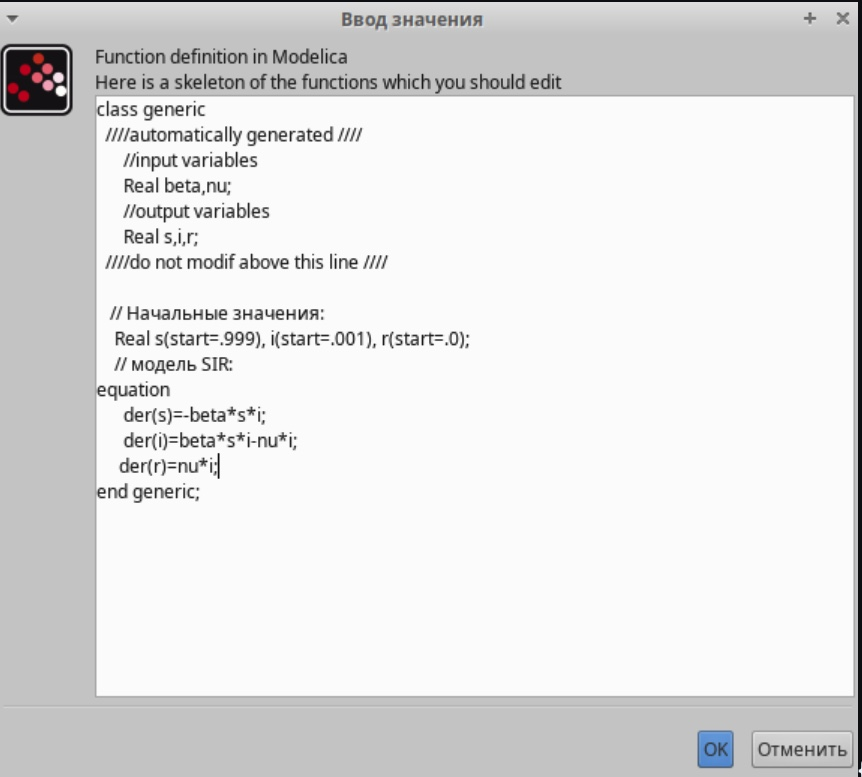 Ввод значения
Function definition in Modelica
Here is a skeleton of the functions which you should edit
class generic
////automatically generated ////
//input variables
Real beta,nu;
//output variables
Real s,i,r;
////do not modif above this line ////
// Начальные значения:
Real s(start=.999), i(start=.001), r(start=.0);
// модель SIR:
equation
der(s)=-beta*s*i;
der(i)=beta*s*i-nu*i;
der(r)=nu*i;
end generic;
OK Отменить